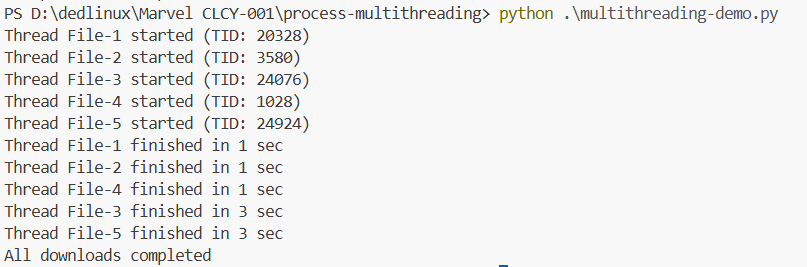 PS D:\dedlinux\Marvel CLCY-001\process-multithreading> python .\multithreading-demo.py
Thread File-1 started (TID: 20328)
Thread File-2 started (TID: 3580)
Thread File-3 started (TID: 24076)
Thread File-4 started (TID: 1028)
Thread File-5 started (TID: 24924)
Thread File-1 finished in 1 sec
Thread File-2 finished in 1 sec
Thread File-4 finished in 1 sec
Thread File-3 finished in 3 sec
Thread File-5 finished in 3 sec
All downloads completed